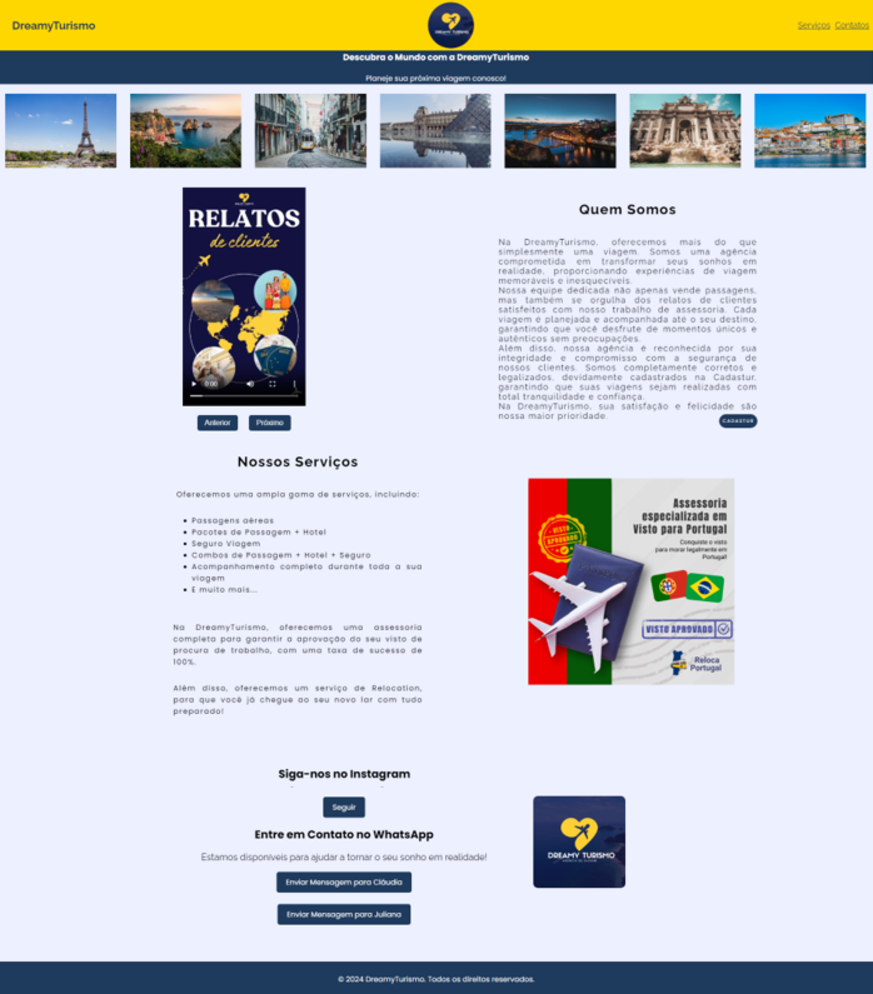 DreamyTurismo
DREAMY TURISMO
Serviços Contatos
Descubra o Mundo com a DreamyTurismo
Planeje sua próxima viagem conosco!
RELATOS
de clientes
0:00
Anterior
Próximo
Quem Somos
Na DreamyTurismo, oferecemos mais do que
simplesmente uma viagem. Somos uma agência
comprometida em transformar seus sonhos em
realidade, proporcionando experiências de viagem
memoráveis e inesquecíveis.
Nossa equipe dedicada não apenas vende passagens,
mas também se orgulha dos relatos de clientes
satisfeitos com nosso trabalho de assessoria. Cada
viagem é planejada e acompanhada até o seu destino,
garantindo que você desfrute de momentos únicos e
autênticos sem preocupações.
Além disso, nossa agência é reconhecida por sua
integridade e compromisso com a segurança de
nossos clientes. Somos completamente corretos e
legalizados, devidamente cadastrados na Cadastur,
garantindo que suas viagens sejam realizadas com
total tranquilidade e confiança.
Na DreamyTurismo, sua satisfação e felicidade são
nossa maior prioridade.
CADASTUR
Nossos Serviços
Oferecemos uma ampla gama de serviços, incluindo:
• Passagens aéreas
• Pacotes de Passagem + Hotel
• Seguro Viagem
• Combos de Passagem + Hotel + Seguro
• Acompanhamento completo durante toda a sua
viagem
• E muito mais...
Na DreamyTurismo, oferecemos uma assessoria
completa para garantir a aprovação do seu visto de
procura de trabalho, com uma taxa de sucesso de
100%.
Além disso, oferecemos um serviço de Relocation,
para que você já chegue ao seu novo lar com tudo
preparado!
Assessoria
especializada em
Visto para Portugal
Conquiste o visto
para morar legalmente em
Portugal!
VISTO
APROVADO
VISTO APROVADO
Reloca
Portugal
Siga-nos no Instagram
Seguir
Entre em Contato no WhatsApp
Estamos disponíveis para ajudar a tornar o seu sonho em realidade!
Enviar Mensagem para Cláudia
Enviar Mensagem para Juliana
DREAMY TURISMO
© 2024 DreamyTurismo. Todos os direitos reservados.